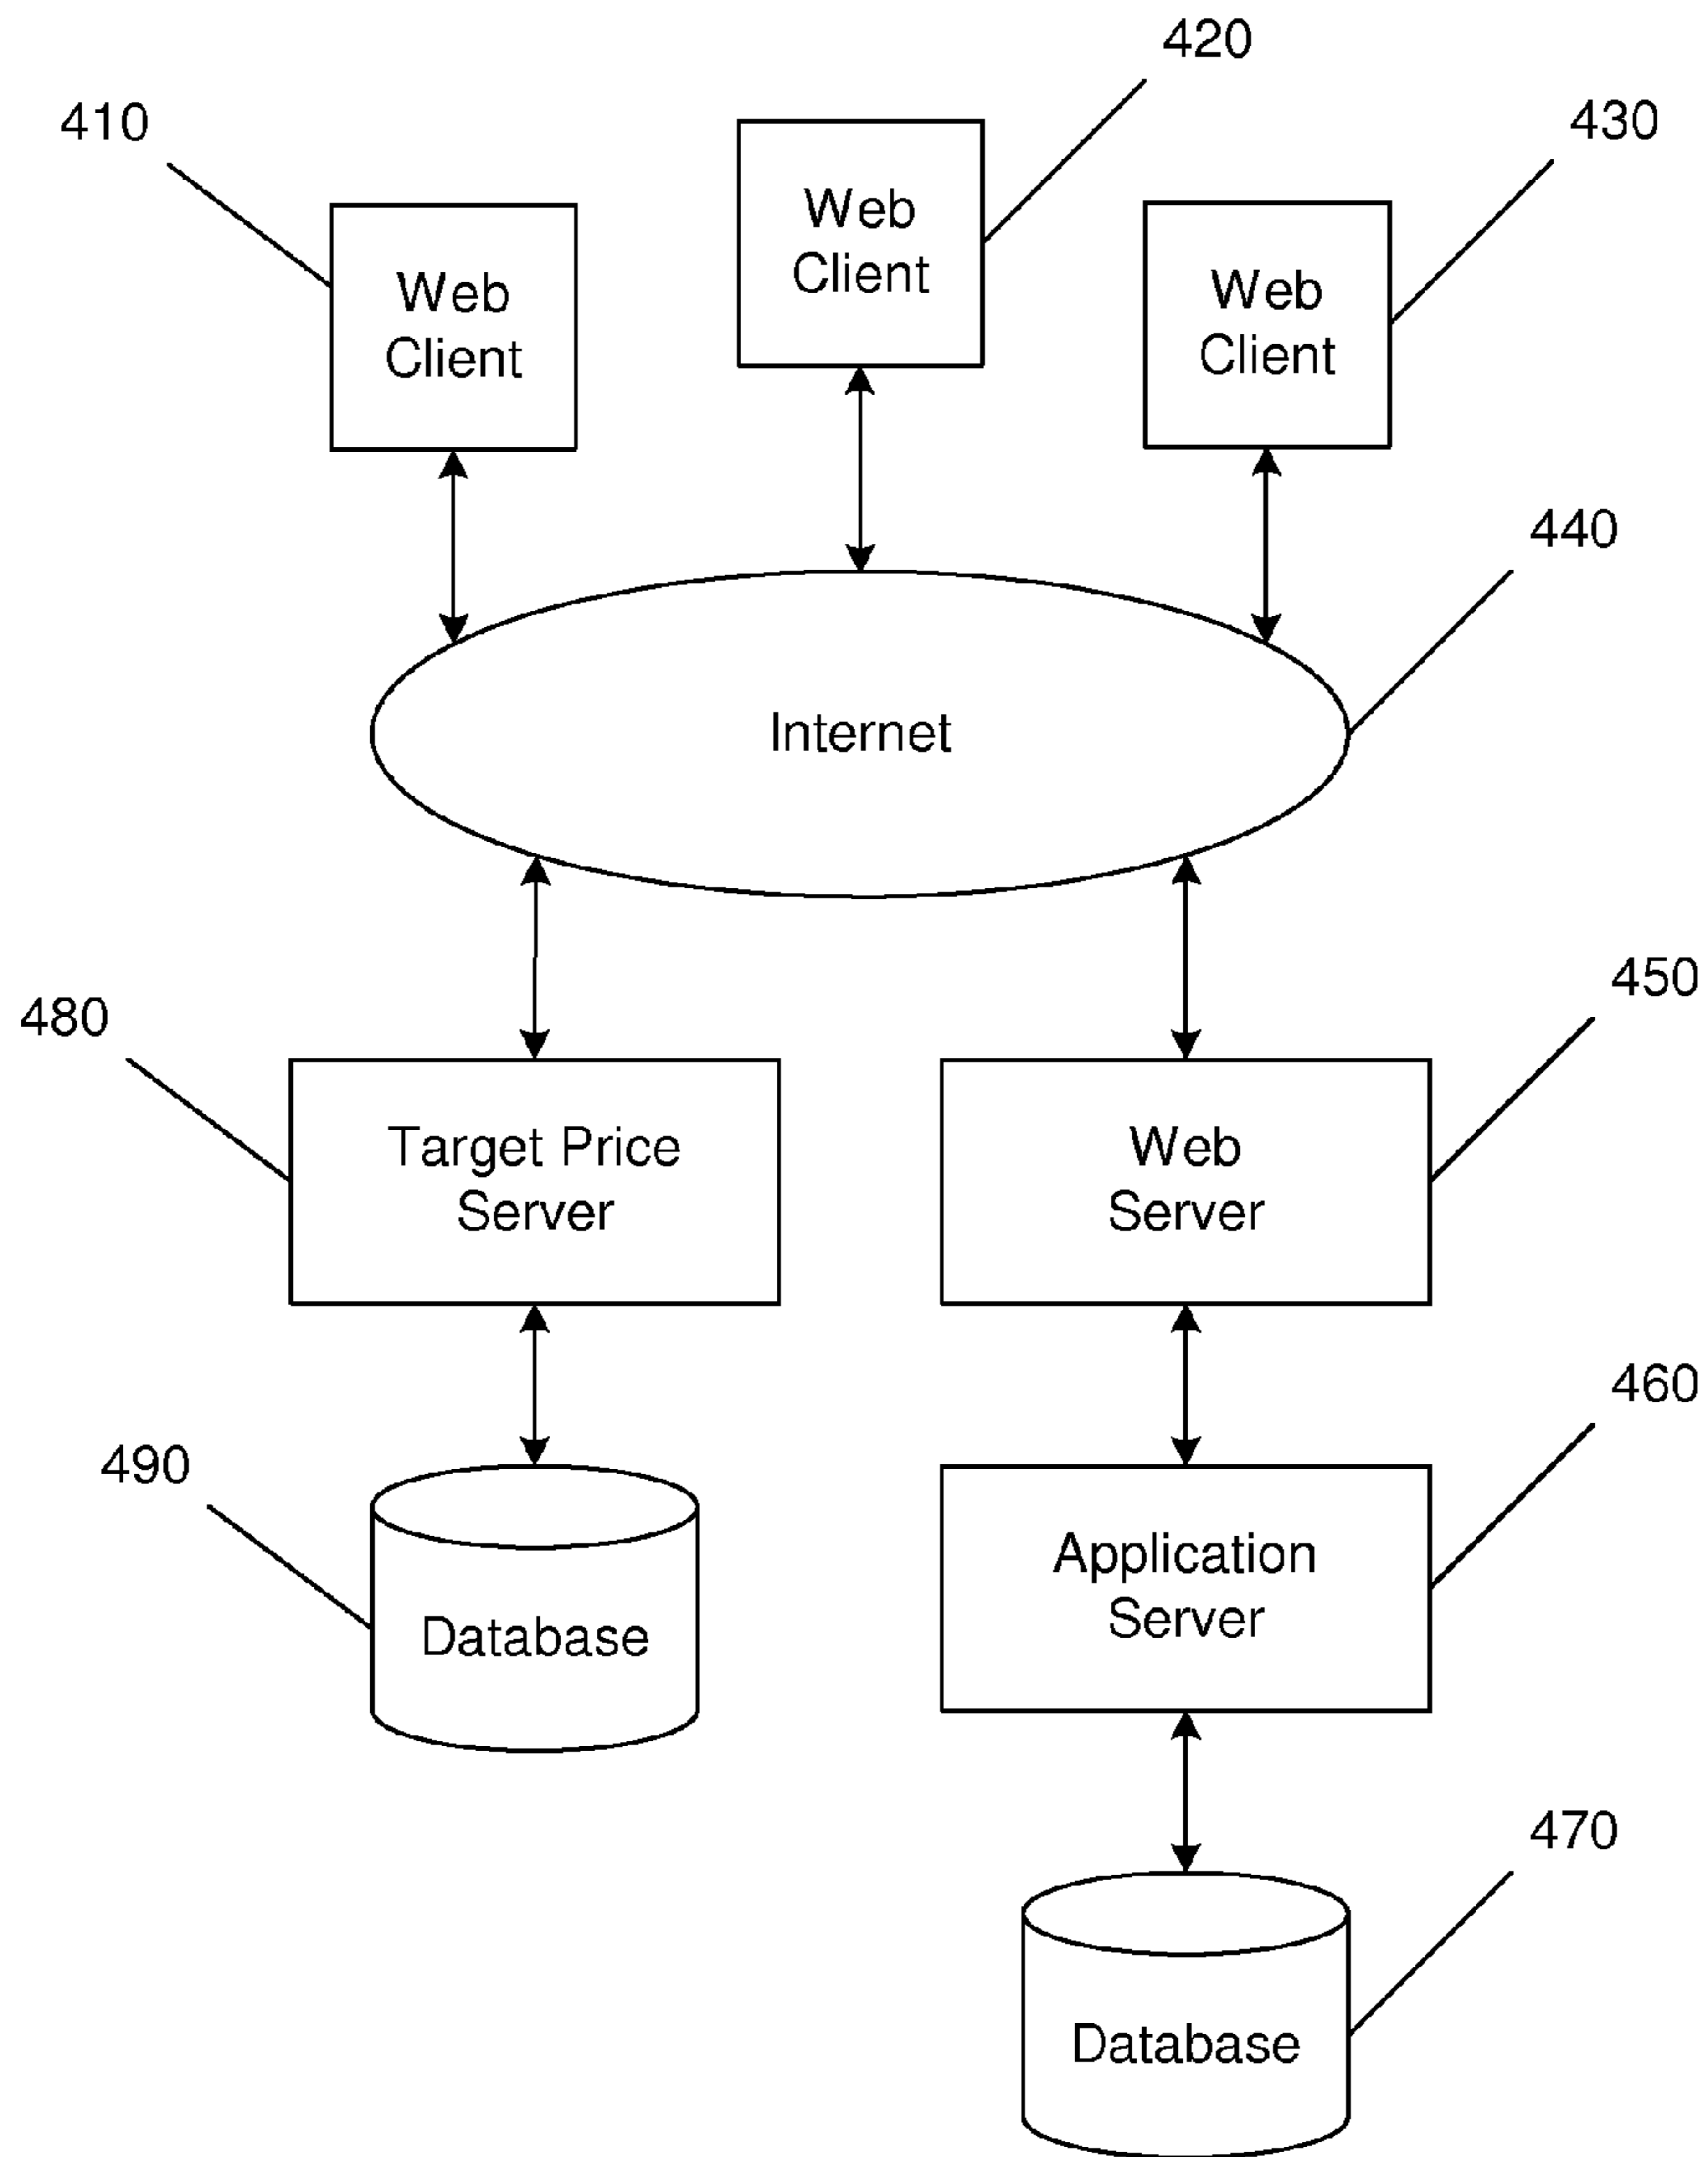 420
410
430
Web
Client
Web
Client
Web
Client
440
Internet
450
480
Target Price
Server
Web
Server
460
490
Application
Server
Database
470
Database